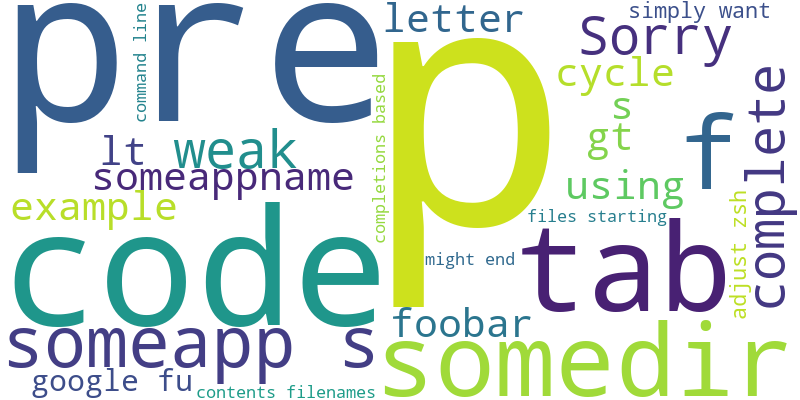 pre
command line
letter
simply want
Sorry
p
cycle
s
gt
f
complete
completions based
lt
weak
someappname
using
example
files starting
adjust zsh
code
might end
tab
someapp s
foobar
somedir
google fu
contents filenames